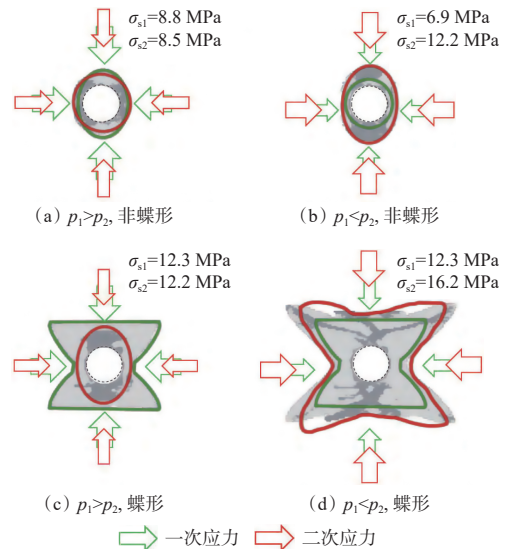 σs1=8.8 MPa
σs2=8.5 MPa
σs1=6.9 MPa
σs2=12.2 MPa
（a）p1>p2, 非蝶形
（b）p1<p2, 非蝶形
σs1=12.3 MPa
σs2=12.2 MPa
σs1=12.3 MPa
σs2=16.2 MPa
（c）p1>p2, 蝶形
（d）p1<p2, 蝶形
一次应力 二次应力